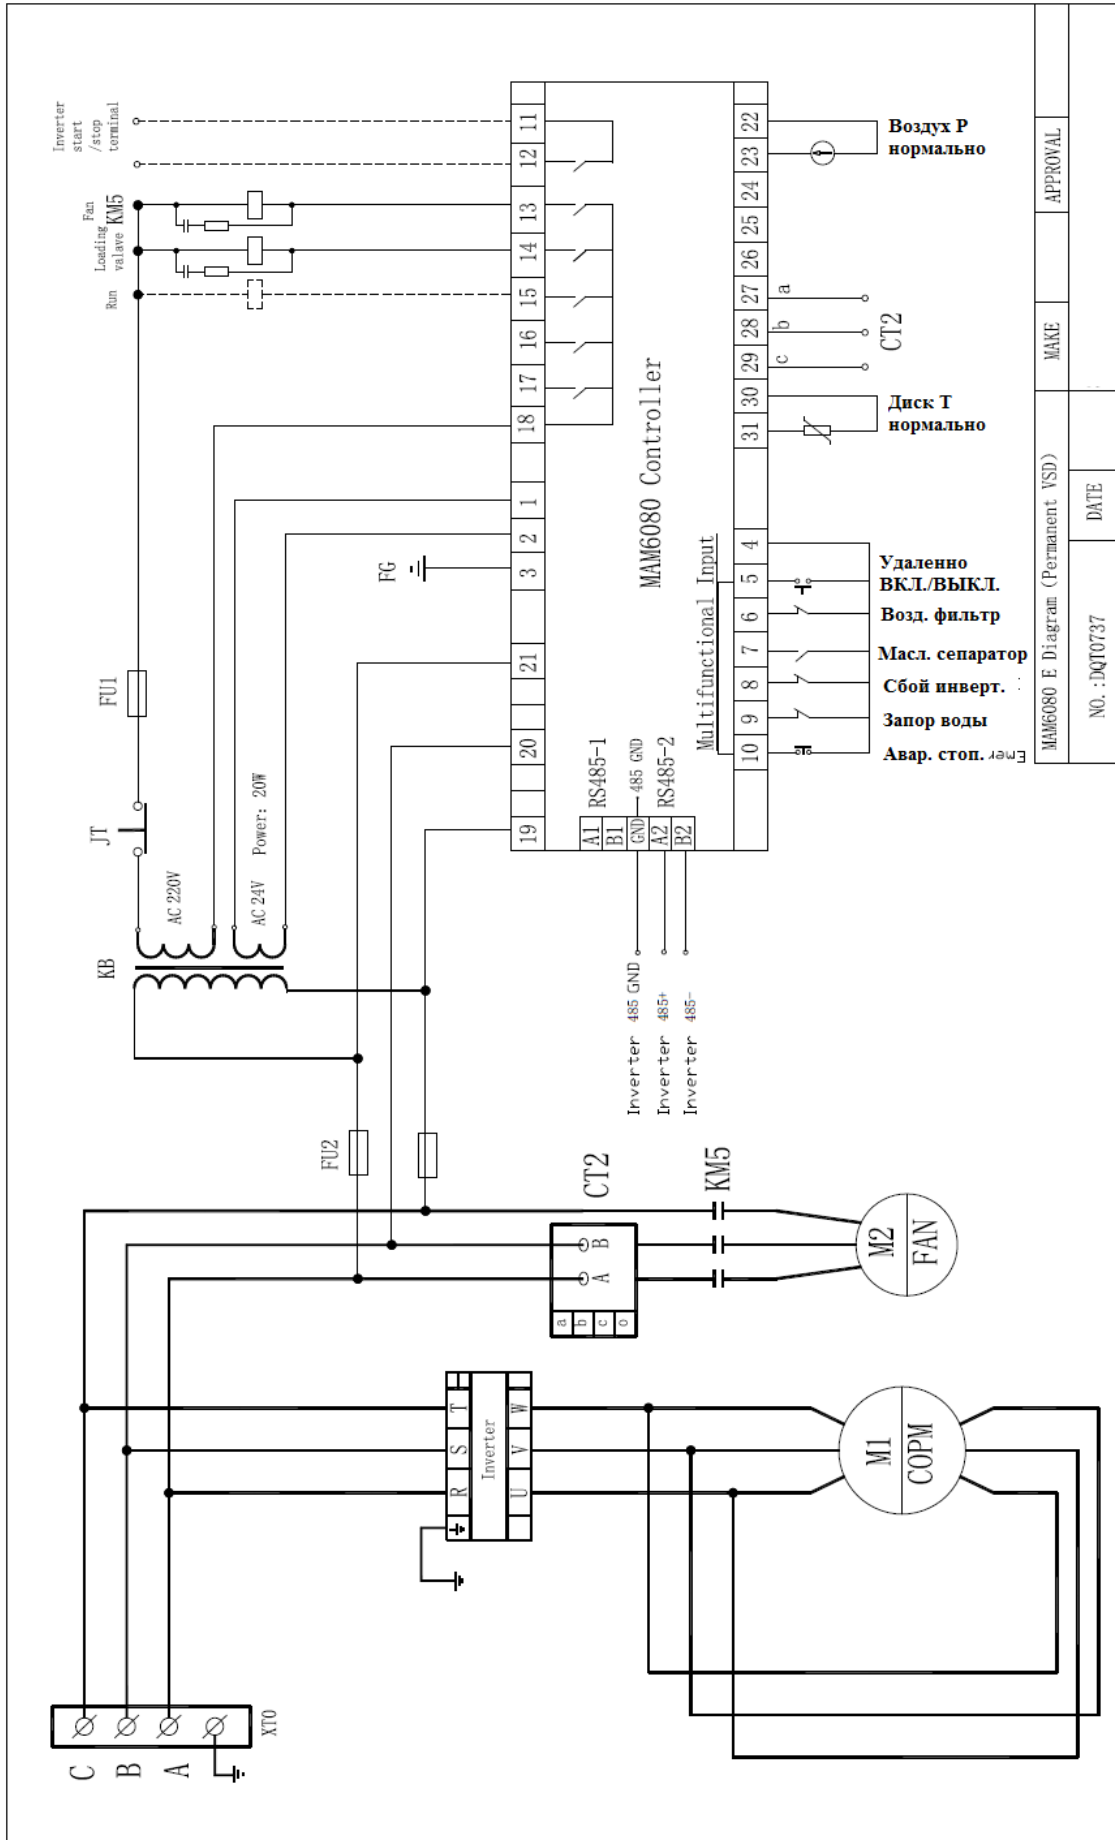 Inverter
start
/stop
terminal
Fan
KM5
Loading
valave
Run
11
12
13
14
15
16
17
18
1
2
3
21
20
19
FG
FU1
JT
KB
AC 220V
AC 24V Power: 20W
MAM6080 Controller
Multifunctional Input
22
23
24
25
26
27
28
29
30
31
4
5
6
7
8
9
10
Воздух P
нормально
a
b
c
CT2
Диск Т
нормально
Удаленно
ВКЛ./ВЫКЛ.
Возд. фильтр
Масл. сепаратор
Сбой инверт.
Запор воды
Авар. стоп. Emer
A1
B1
GND
A2
B2
RS485-1
485 GND
RS485-2
Inverter 485 GND
Inverter 485+
Inverter 485-
FU2
CT2
KM5
A
B
a
b
c
o
M2
FAN
R
S
T
Inverter
U
V
W
M1
COPM
C
B
A
XT0
MAM6080 E Diagram (Permanent VSD)
MAKE
APPROVAL
NO.:DQT0737
DATE